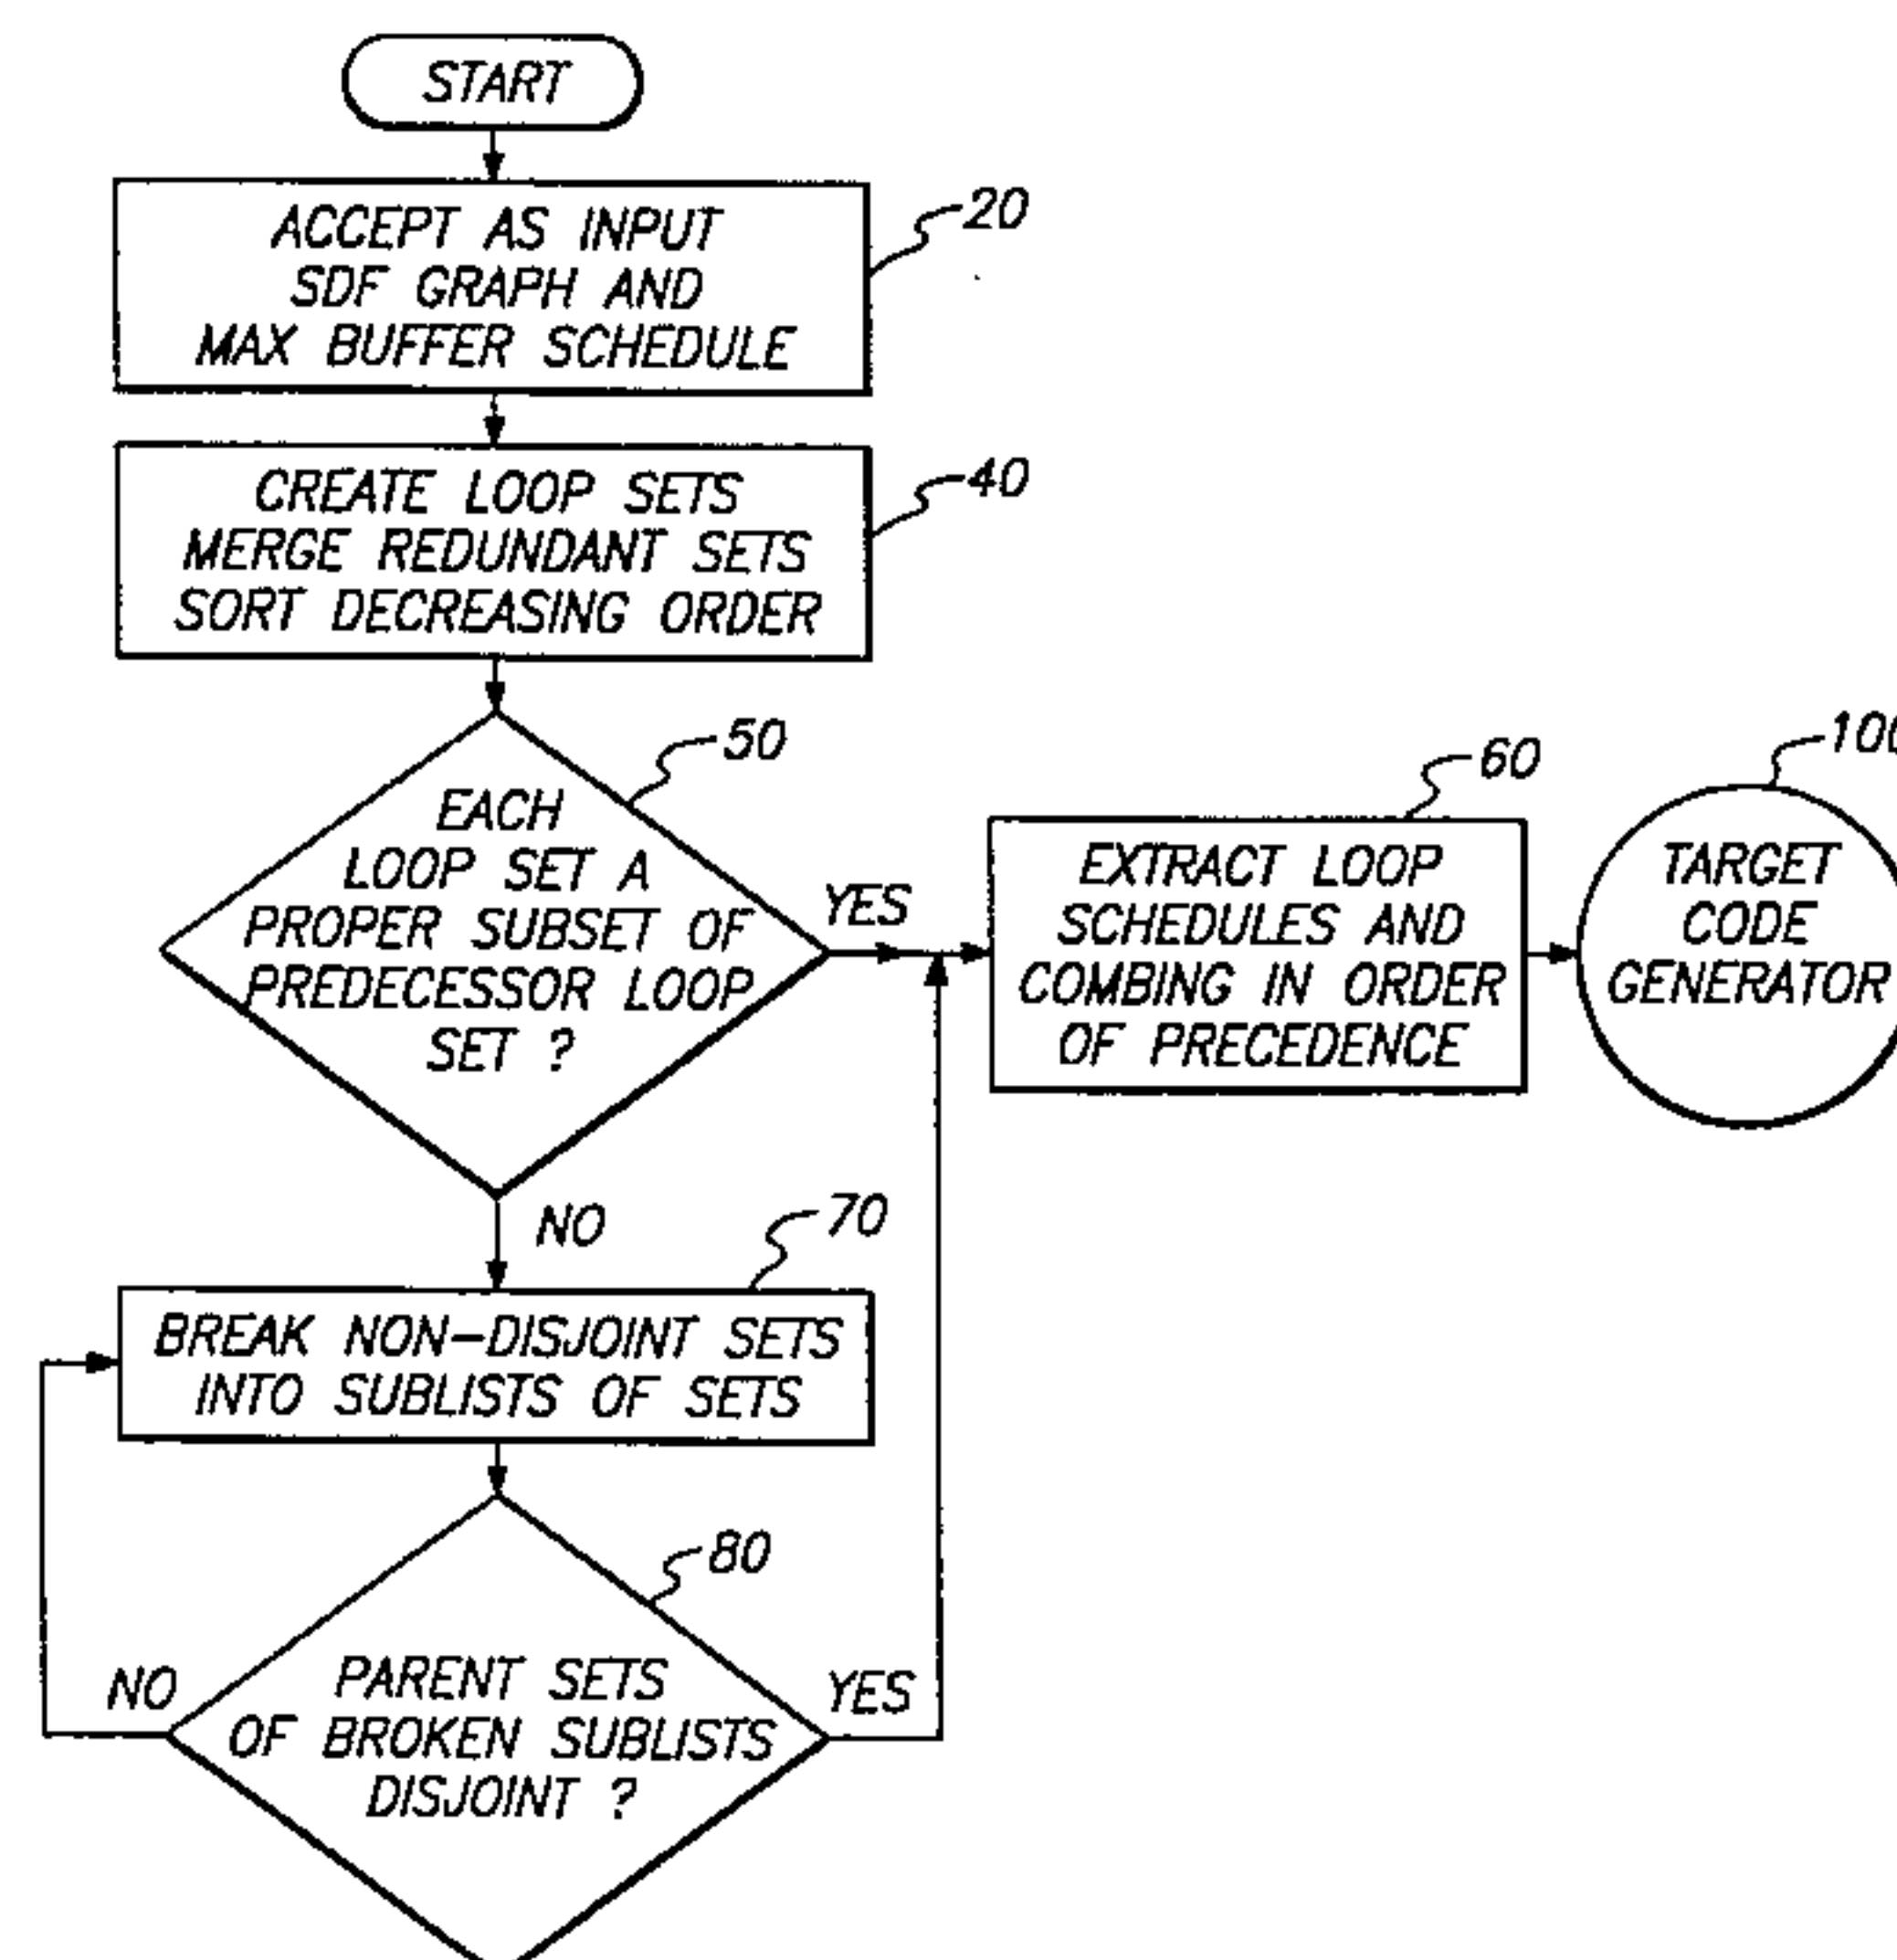 START
ACCEPT AS INPUT
SDF GRAPH AND
MAX BUFFER SCHEDULE
20
CREATE LOOP SETS
MERGE REDUNDANT SETS
SORT DECREASING ORDER
40
EACH
LOOP SET A
PROPER SUBSET OF
PREDECESSOR LOOP
SET ?
50
YES
NO
EXTRACT LOOP
SCHEDULES AND
COMBING IN ORDER
OF PRECEDENCE
60
TARGET
CODE
GENERATOR
100
BREAK NON-DISJOINT SETS
INTO SUBLISTS OF SETS
70
PARENT SETS
OF BROKEN SUBLISTS
DISJOINT ?
80
NO
YES